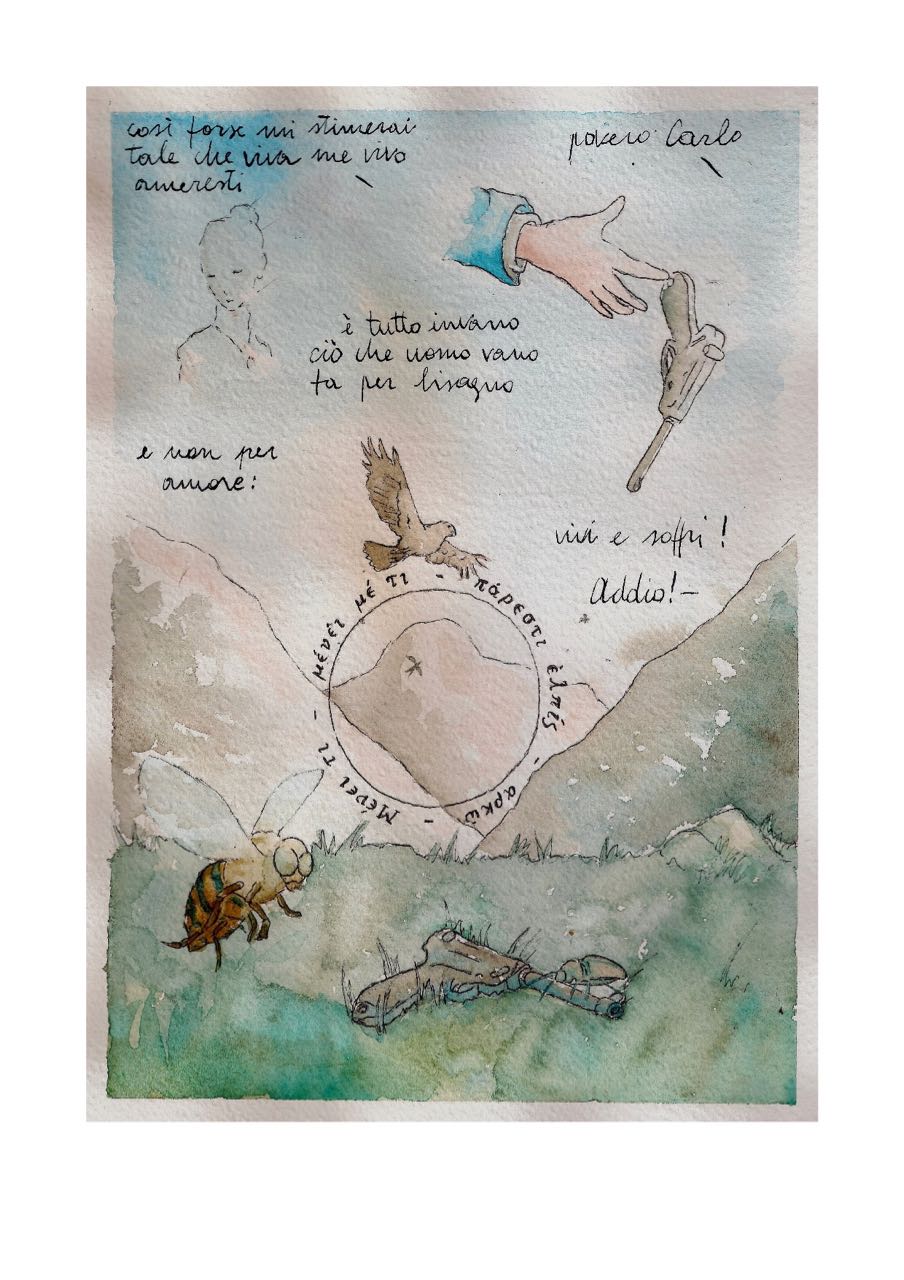 così forse mi stimerai
tale che viva me vivo
ameresti
povero Carlo
è tutto invano
ciò che uomo vano
fa per bisogno
e non per
amore:
vivi e soffri!
Addio!–
Μένει τι - μένει μέ τι - πάρεστι ἐλπίς - αρκῶ -